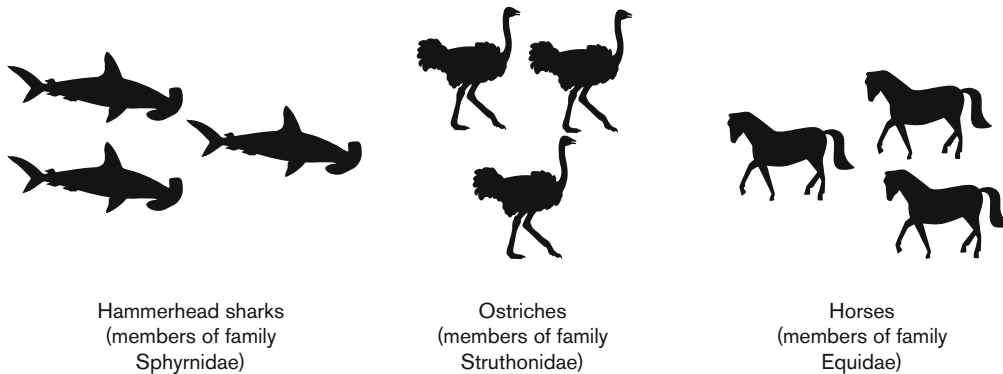 Hammerhead sharks
(members of family
Sphyrnidae)
Ostriches
(members of family
Struthonidae)
Horses
(members of family
Equidae)